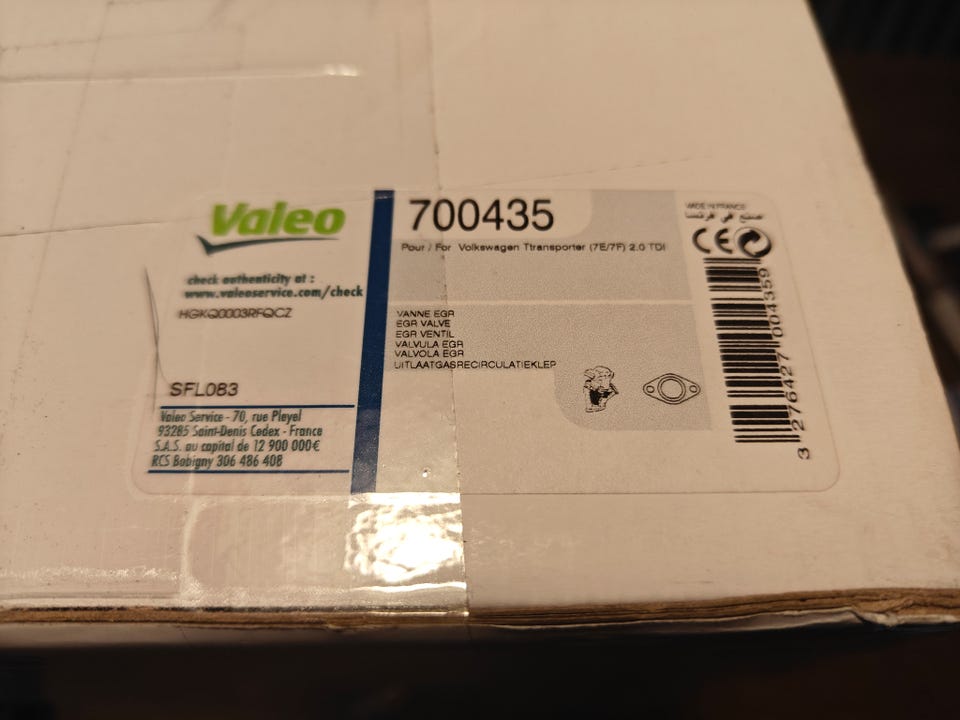 Valeo
check authenticity at :
www.valeoservice.com/check
HGKQ0003RFQCZ
SFL083
Valeo Service - 70, rue Pleyel
93285 Saint-Denis Cedex - France
S.A.S. au capital de 12 900 000€
RCS Bobigny 306 486 408
700435
Pour / For Volkswagen Ttransporter (7E/7F) 2.0 TDI
VANNE EGR
EGR VALVE
EGR VENTIL
VALVULA EGR
VALVOLA EGR
UITLAATGASRECIRCULATIEKLEP
MADE IN FRANCE
صنع في فرنسا
CE
3 276427 004359